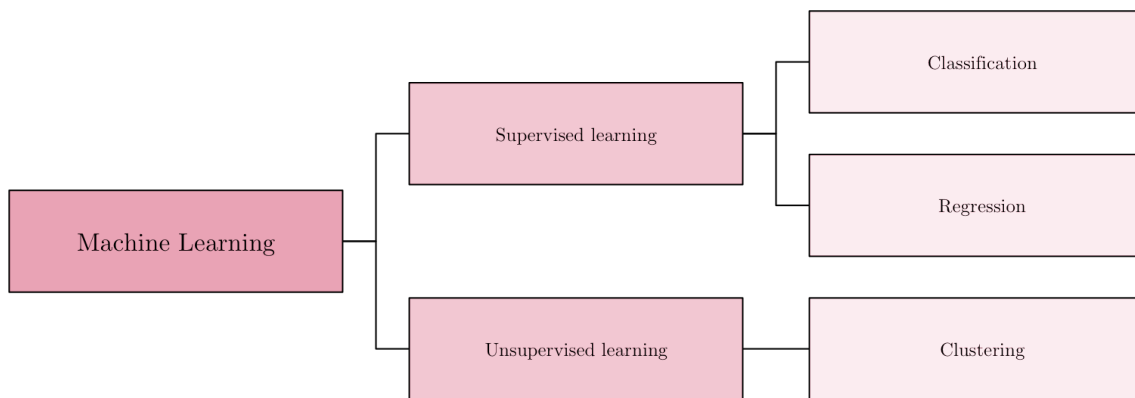 Machine Learning
Supervised learning
Classification
Regression
Unsupervised learning
Clustering